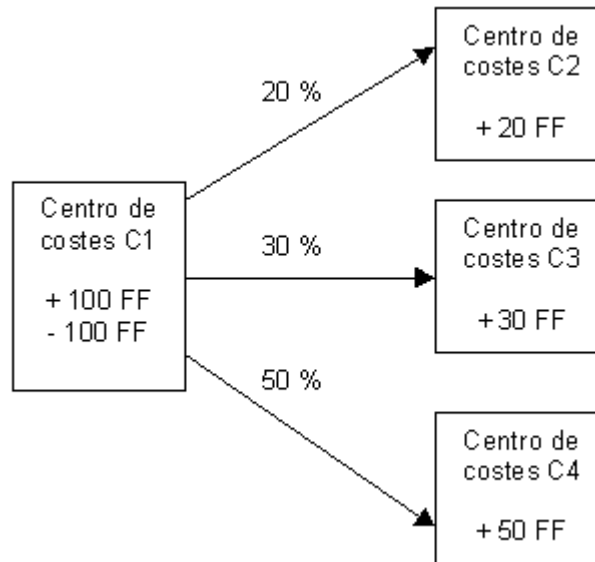 Centro de
costes C1
+ 100 FF
- 100 FF
20 %
30 %
50 %
Centro de
costes C2
+ 20 FF
Centro de
costes C3
+30 FF
Centro de
costes C4
+50 FF